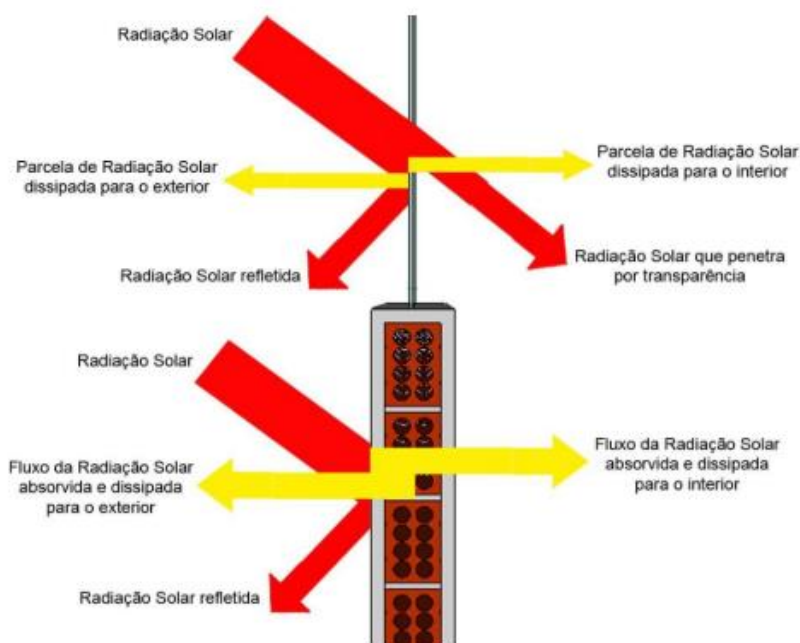 Radiação Solar
Parcela de Radiação Solar
dissipada para o exterior
Parcela de Radiação Solar
dissipada para o interior
Radiação Solar refletida
Radiação Solar que penetra
por transparência
Radiação Solar
Fluxo da Radiação Solar
absorvida e dissipada
para o exterior
Fluxo da Radiação Solar
absorvida e dissipada
para o interior
Radiação Solar refletida